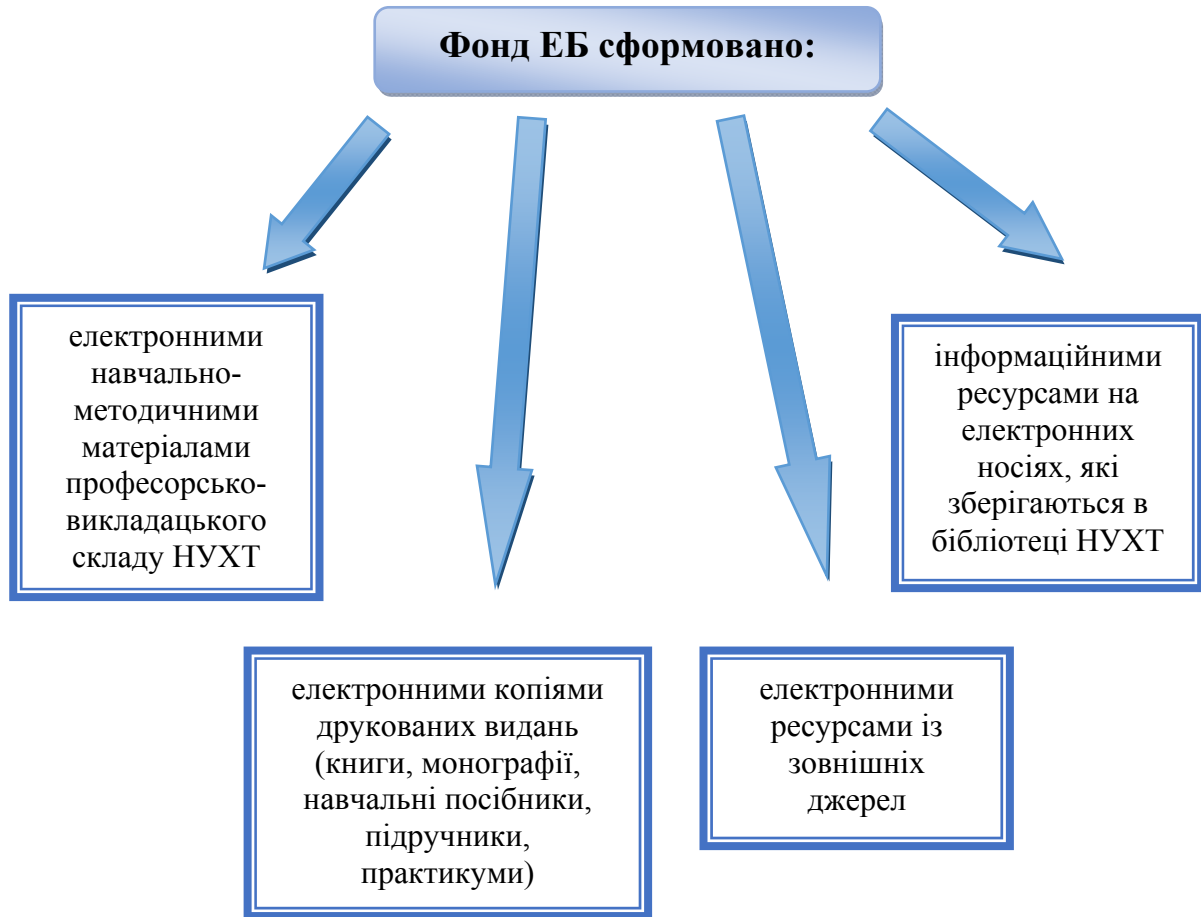 Фонд ЕБ сформовано:
електронними
навчально-
методичними
матеріалами
професорсько-
викладацького
складу НУХТ
електронними копіями
друкованих видань
(книги, монографії,
навчальні посібники,
підручники,
практикуми)
електронними
ресурсами із
зовнішніх
джерел
інформаційними
ресурсами на
електронних
носіях, які
зберігаються в
бібліотеці НУХТ